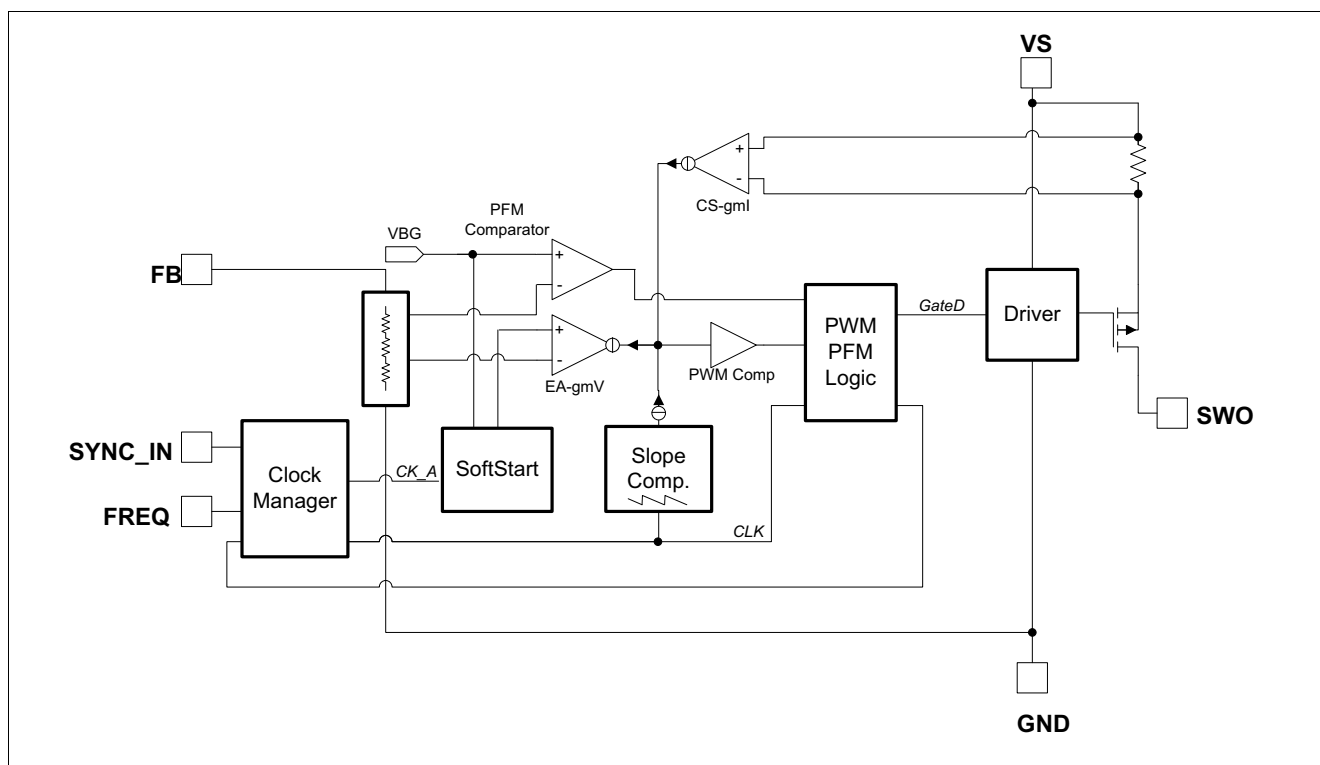 VS
+
-
CS-gmI
PFM
Comparator
VBG
FB
+
-
GateD
Driver
PWM
PFM
Logic
+
-
EA-gmV
PWM Comp
SWO
SYNC_IN
Clock
Manager
CK_A
SoftStart
Slope
Comp.
FREQ
CLK
GND